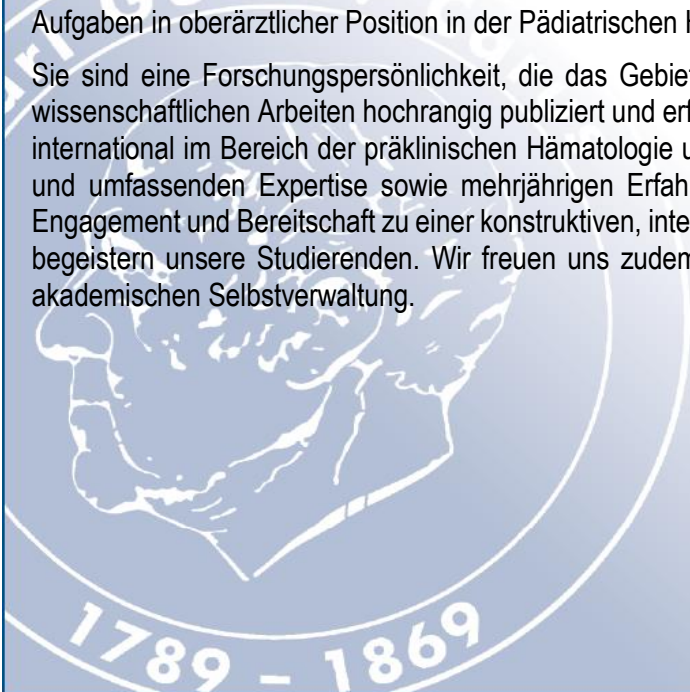 Aufgaben in oberärztlicher Position in der Pädiatrischen
Sie sind eine Forschungspersönlichkeit, die das Gebiet
wissenschaftlichen Arbeiten hochrangig publiziert und
international im Bereich der präklinischen Hämatologie
und umfassenden Expertise sowie mehrjährigen
Engagement und Bereitschaft zu einer konstruktiven,
begeistern unsere Studierenden. Wir freuen uns zudem
akademischen Selbstverwaltung.
1789 – 1869